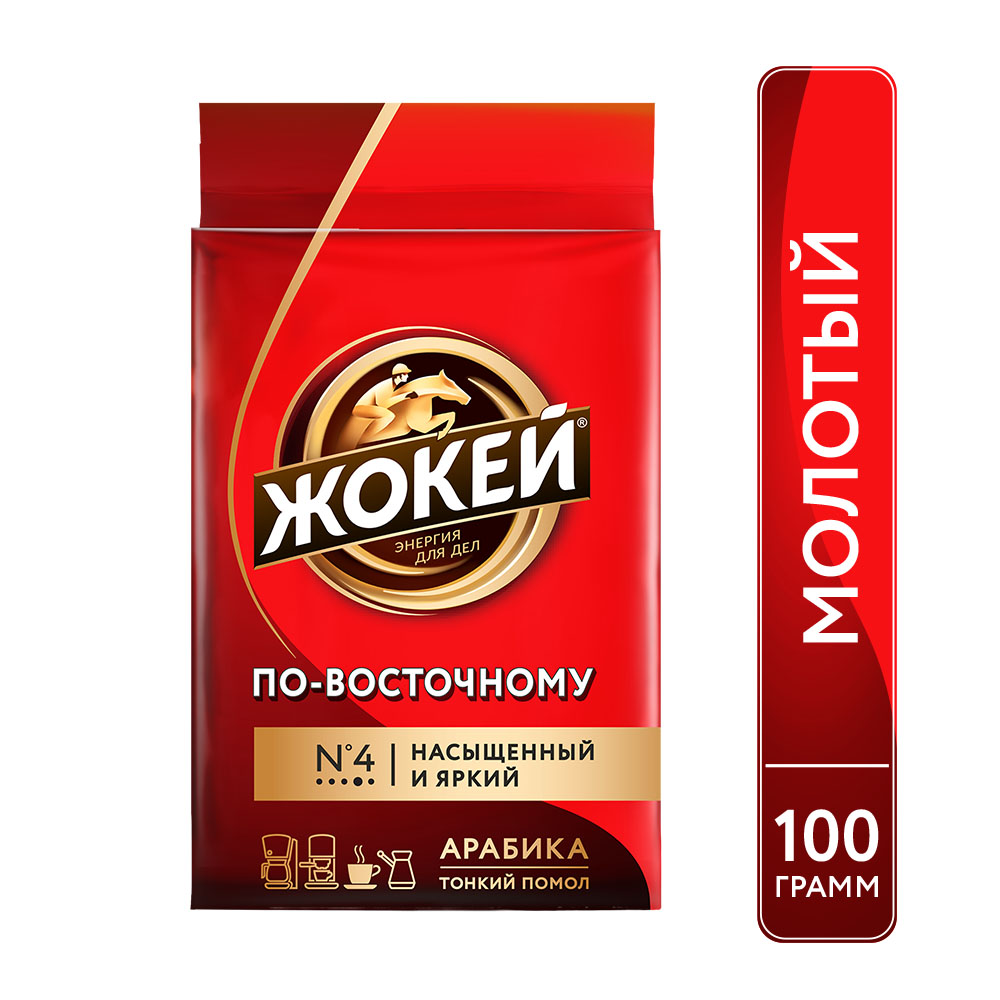 ЖОКЕЙ®
ЭНЕРГИЯ
ДЛЯ ДЕЛ
ПО-ВОСТОЧНОМУ
N°4
НАСЫЩЕННЫЙ
И ЯРКИЙ
АРАБИКА
ТОНКИЙ ПОМОЛ
МОЛОТЫЙ
100
ГРАММ